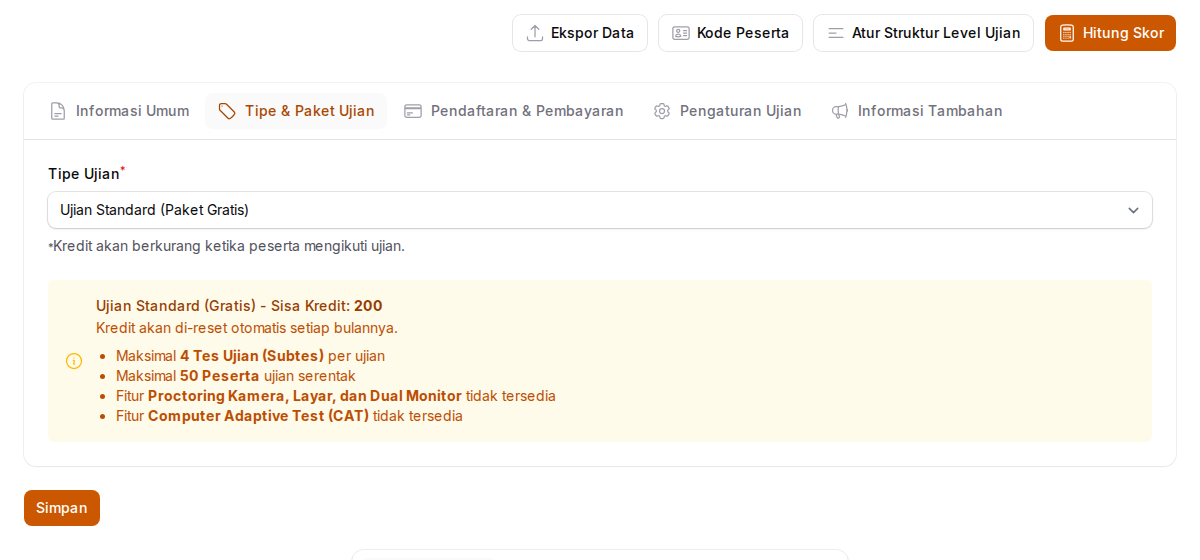 Ekspor Data
Kode Peserta
Atur Struktur Level Ujian
Hitung Skor
Informasi Umum
Tipe & Paket Ujian
Pendaftaran & Pembayaran
Pengaturan Ujian
Informasi Tambahan
Tipe Ujian*
Ujian Standard (Paket Gratis)
*Kredit akan berkurang ketika peserta mengikuti ujian.
Ujian Standard (Gratis) - Sisa Kredit: 200
Kredit akan di-reset otomatis setiap bulannya.
• Maksimal 4 Tes Ujian (Subtes) per ujian
• Maksimal 50 Peserta ujian serentak
• Fitur Proctoring Kamera, Layar, dan Dual Monitor tidak tersedia
• Fitur Computer Adaptive Test (CAT) tidak tersedia
Simpan